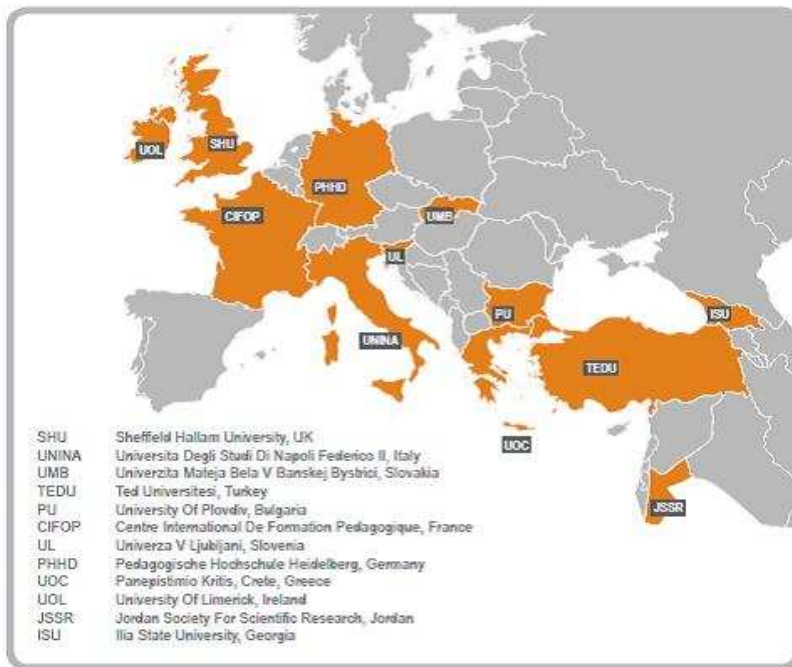 UOL
SHU
PHHD
CIFOP
UMB
UL
UNINA
PU
ISU
TEDU
UOC
JSSR
SHU Sheffield Hallam University, UK
UNINA Universita Degli Studi Di Napoli Federico II, Italy
UMB Univerzita Mateja Bela V Banskej Bystrici, Slovakia
TEDU Ted Universitesi, Turkey
PU University Of Plovdiv, Bulgaria
CIFOP Centre International De Formation Pedagogique, France
UL Univerza V Ljubljani, Slovenia
PHHD Pedagogische Hochschule Heidelberg, Germany
UOC Panepistimio Kritis, Crete, Greece
UOL University Of Limerick, Ireland
JSSR Jordan Society For Scientific Research, Jordan
ISU Ilia State University, Georgia